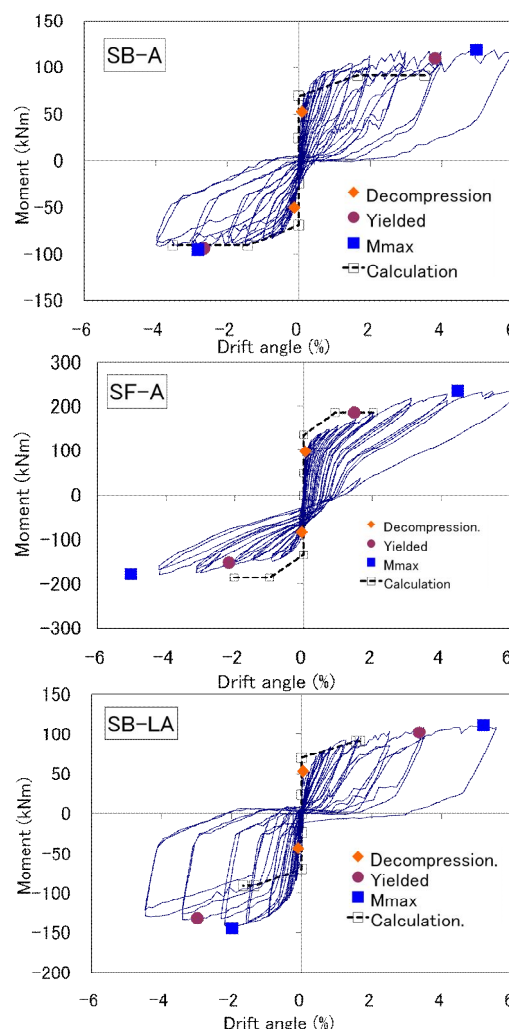 SB-A
150
100
50
0
-50
-100
-150
Moment (kNm)
Decompression
Yielded
Mmax
Calculation
-6 -4 -2 0 2 4 6
Drift angle (%)
SF-A
300
200
100
0
-100
-200
-300
Moment (kNm)
Decompression.
Yielded
Mmax
Calculation
-6 -4 -2 0 2 4 6
Drift angle (%)
SB-LA
150
100
50
0
-50
-100
-150
-200
Moment (kNm)
Decompression.
Yielded
Mmax
Calculation.
-6 -4 -2 0 2 4 6
Drift angle (%)